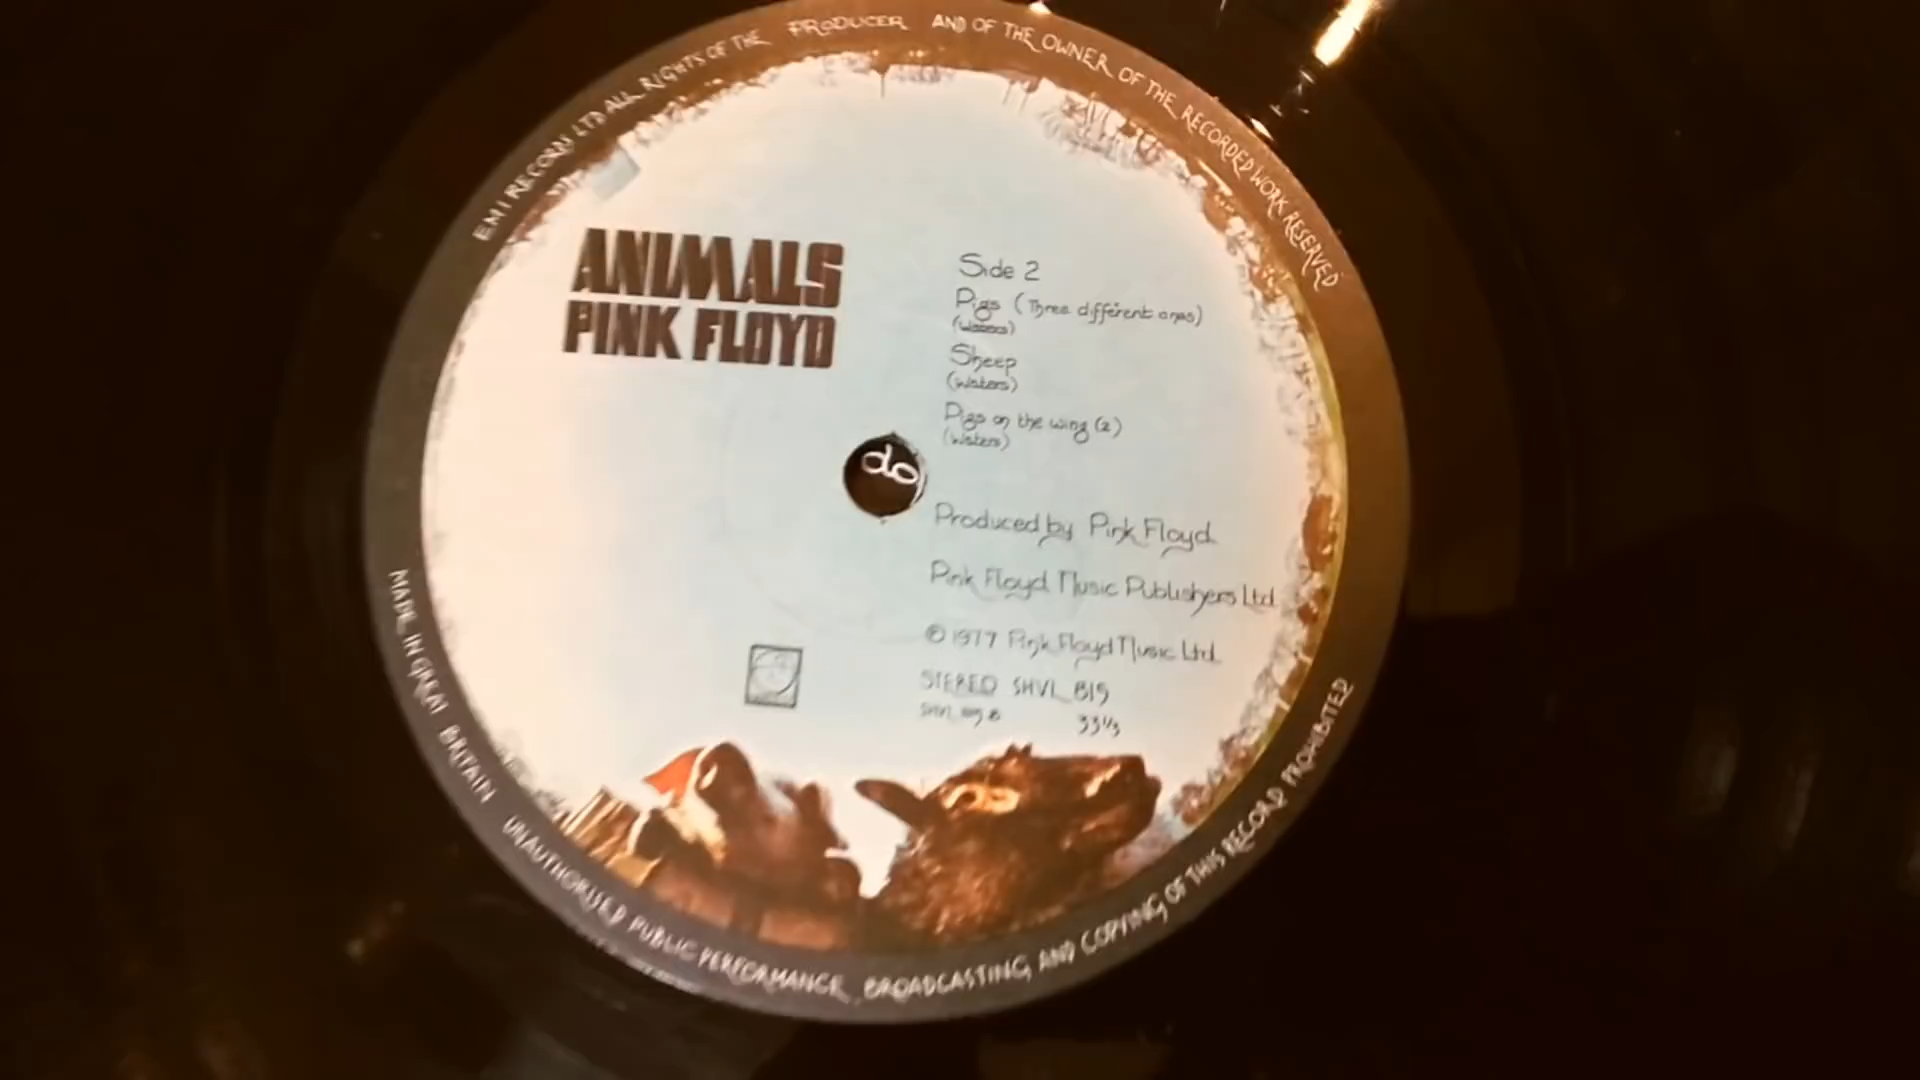 EMI RECORDS LTD ALL RIGHTS OF THE PRODUCER AND OF THE OWNER OF THE RECORDED WORK RESERVED
ANIMALS
PINK FLOYD
Side 2
Pigs (Three different ones)
(Waters)
Sheep
(Waters)
Pigs on the wing (2)
(Waters)
do
Produced by Pink Floyd
Pink Floyd Music Publishers Ltd.
© 1977 Pink Floyd Music Ltd.
STEREO SHVL 815
33⅓
MADE IN GREAT BRITAIN UNAUTHORISED PUBLIC PERFORMANCE, BROADCASTING AND COPYING OF THIS RECORD PROHIBITED